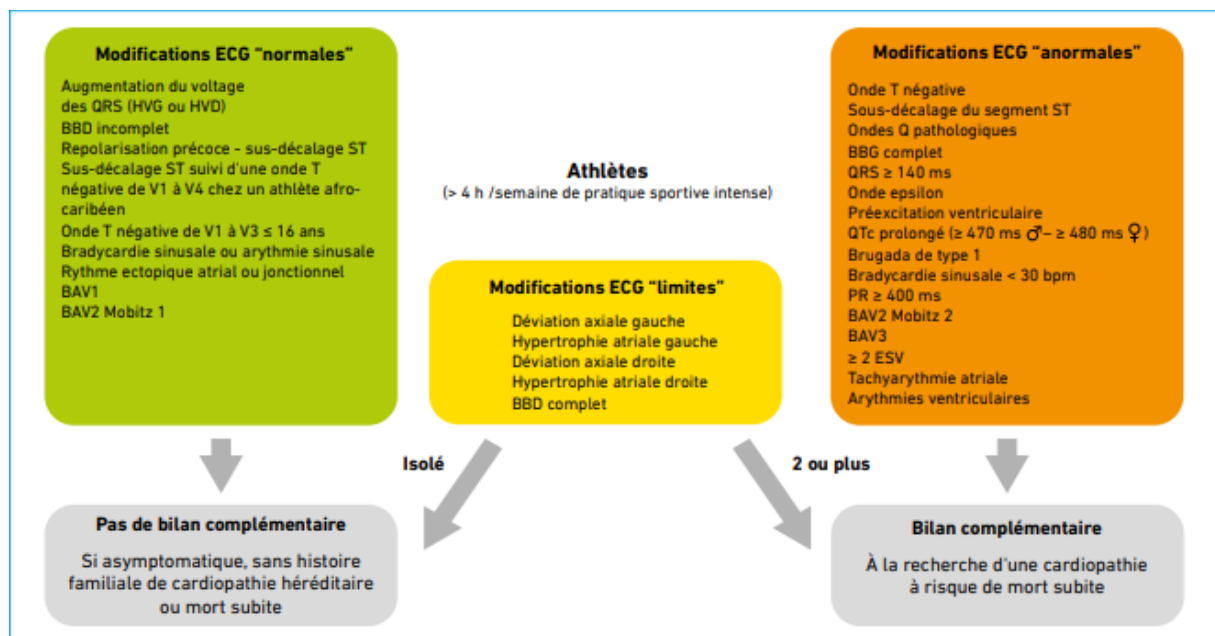 Modifications ECG “normales”
Augmentation du voltage
des QRS (HVG ou HVD)
BBD incomplet
Repolarisation précoce - sus-décalage ST
Sus-décalage ST suivi d'une onde T
négative de V1 à V4 chez un athlète afro-
caribéen
Onde T négative de V1 à V3 ≤ 16 ans
Bradycardie sinusale ou arythmie sinusale
Rythme ectopique atrial ou jonctionnel
BAV1
BAV2 Mobitz 1
Athlètes
(> 4 h /semaine de pratique sportive intense)
Modifications ECG “limites”
Déviation axiale gauche
Hypertrophie atriale gauche
Déviation axiale droite
Hypertrophie atriale droite
BBD complet
Modifications ECG “anormales”
Onde T négative
Sous-décalage du segment ST
Ondes Q pathologiques
BBG complet
QRS ≥ 140 ms
Onde epsilon
Préexcitation ventriculaire
QTc prolongé (≥ 470 ms ♂– ≥ 480 ms ♀)
Brugada de type 1
Bradycardie sinusale < 30 bpm
PR ≥ 400 ms
BAV2 Mobitz 2
BAV3
≥ 2 ESV
Tachyarythmie atriale
Arythmies ventriculaires
Isolé
2 ou plus
Pas de bilan complémentaire
Si asymptomatique, sans histoire
familiale de cardiopathie héréditaire
ou mort subite
Bilan complémentaire
À la recherche d'une cardiopathie
à risque de mort subite